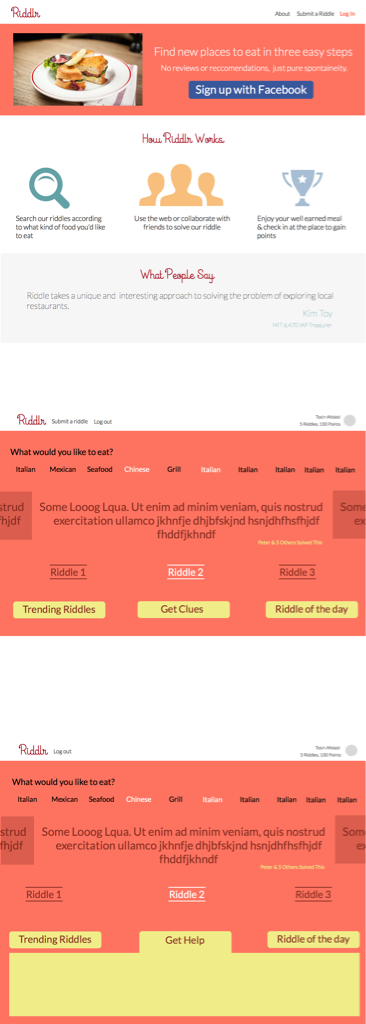 Riddlr
About Submit a Riddle Log In
Find new places to eat in three easy steps
No reviews or reccomendations, just pure spontaineity.
Sign up with Facebook
How Riddlr Works
Search our riddles according
to what kind of food you'd like
to eat
Use the web or collaborate with
friends to solve our riddle
Enjoy your well earned meal
& check in at the place to gain
points
What People Say
Riddle takes a unique and interesting approach to solving the problem of exploring local
restaurants.
Kim Toy
Riddlr Submit a riddle Log out
5 Riddles, 100 Points
What would you like to eat?
Italian Mexican Seafood Chinese Grill Italian Italian Italian Italian Italian
strud
fhjdf
Some Looog Lqua. Ut enim ad minim veniam, quis nostrud
exercitation ullamco jkhnfje dhjbfskjnd hsnjdhfhsfhjdf
fhddfjkhndf
Som
e
Peter & 3 Others Solved This
Riddle 1 Riddle 2 Riddle 3
Trending Riddles Get Clues Riddle of the day
Riddlr Log out
5 Riddles, 100 Points
What would you like to eat?
Italian Mexican Seafood Chinese Grill Italian Italian Italian Italian Italian
strud
fhjdf
Some Looog Lqua. Ut enim ad minim veniam, quis nostrud
exercitation ullamco jkhnfje dhjbfskjnd hsnjdhfhsfhjdf
fhddfjkhndf
Som
e
Peter & 3 Others Solved This
Riddle 1 Riddle 2 Riddle 3
Trending Riddles Get Help Riddle of the day